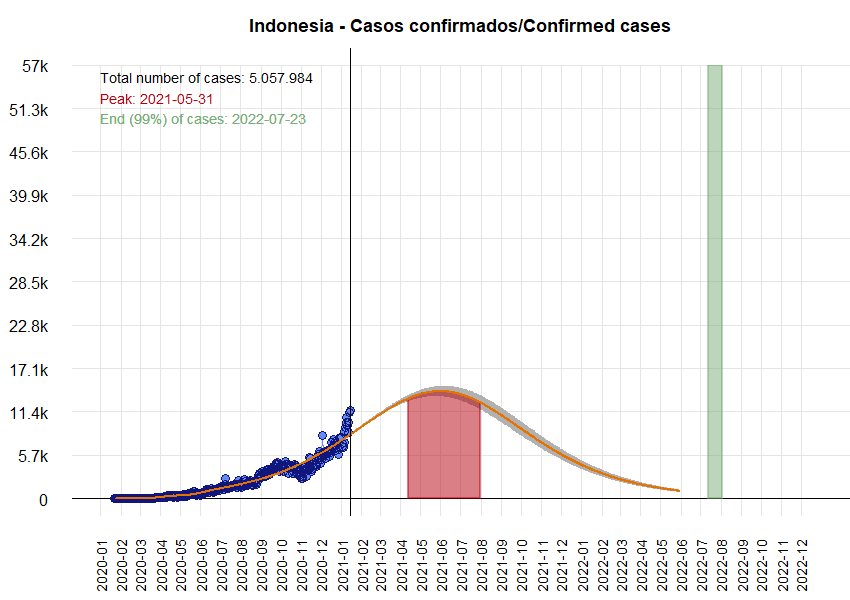 Indonesia - Casos confirmados/Confirmed cases
Total number of cases: 5.057.984
Peak: 2021-05-31
End (99%) of cases: 2022-07-23
57k
51.3k
45.6k
39.9k
34.2k
28.5k
22.8k
17.1k
11.4k
5.7k
0
2020-01
2020-02
2020-03
2020-04
2020-05
2020-06
2020-07
2020-08
2020-09
2020-10
2020-11
2020-12
2021-01
2021-02
2021-03
2021-04
2021-05
2021-06
2021-07
2021-08
2021-09
2021-10
2021-11
2021-12
2022-01
2022-02
2022-03
2022-04
2022-05
2022-06
2022-07
2022-08
2022-09
2022-10
2022-11
2022-12